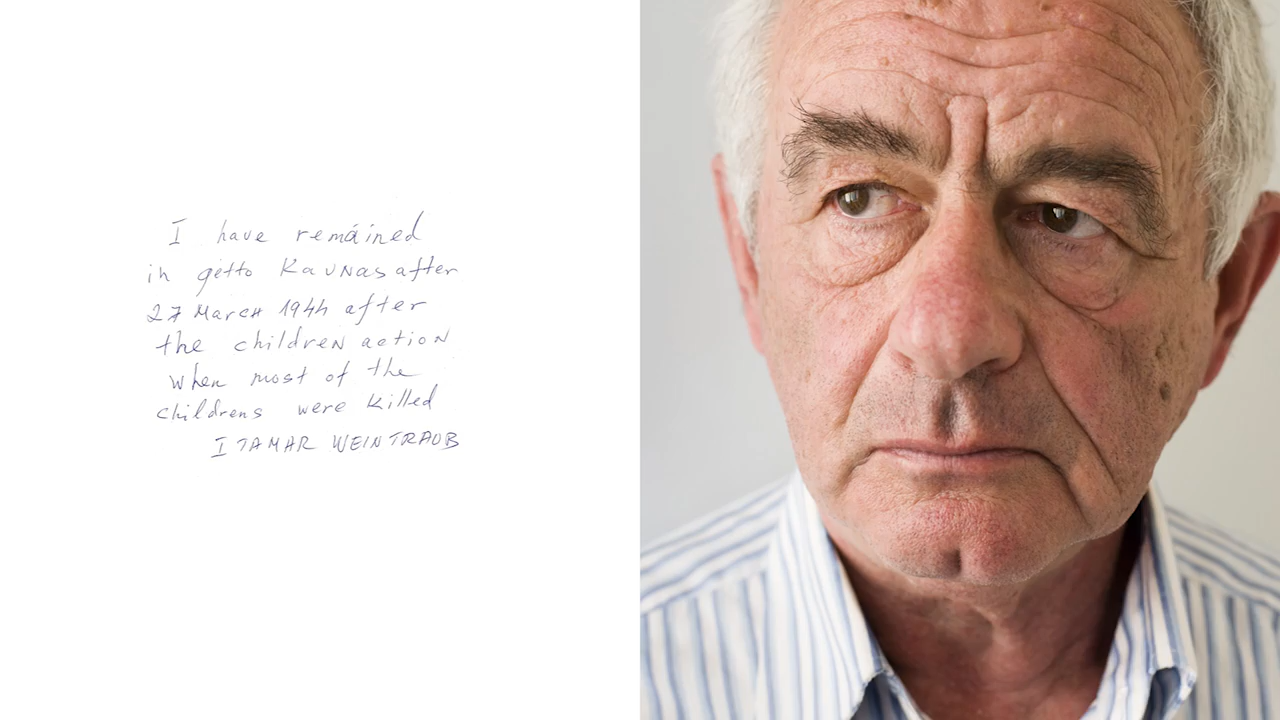 I have remained
in getto Kaunas after
27 March 1944 after
the children action
when most of the
childrens were killed
ITAMAR WEINTRAUB